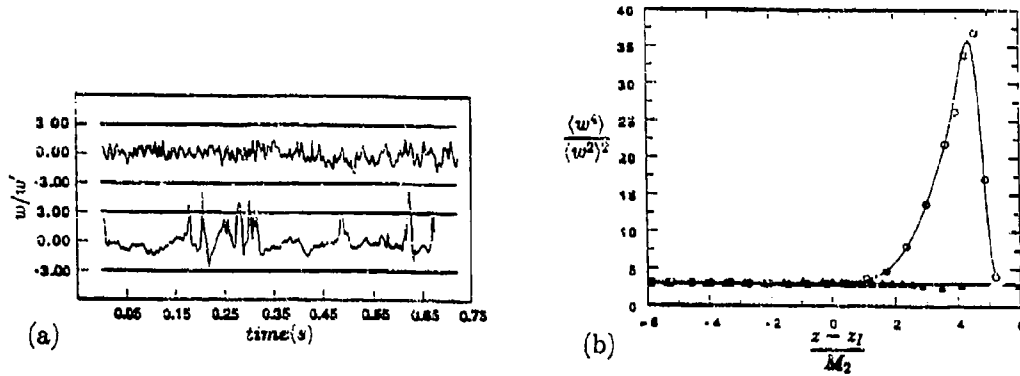 3.00
0.00
-3.00
3.00
0.00
-3.00
w/w'
0.05 0.15 0.25 0.35 0.45 0.55 0.65 0.75
time(s)
(a)
40
35
30
25
20
15
10
5
0
⟨w⁴⟩
⟨w²⟩²
-6 -4 -2 0 2 4 6
z - z_I
M₂
(b)